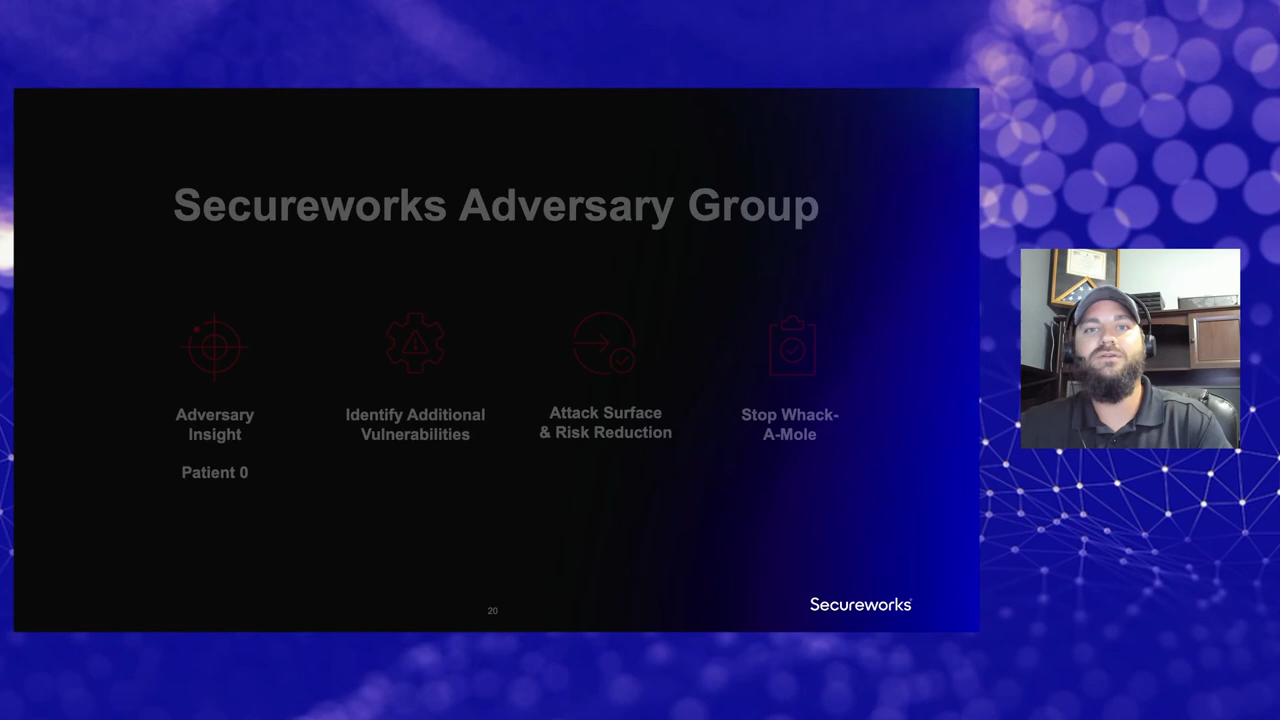 Secureworks Adversary Group
Adversary
Insight
Patient 0
Identify Additional
Vulnerabilities
Attack Surface
& Risk Reduction
Stop Whack-
A-Mole
20
Secureworks